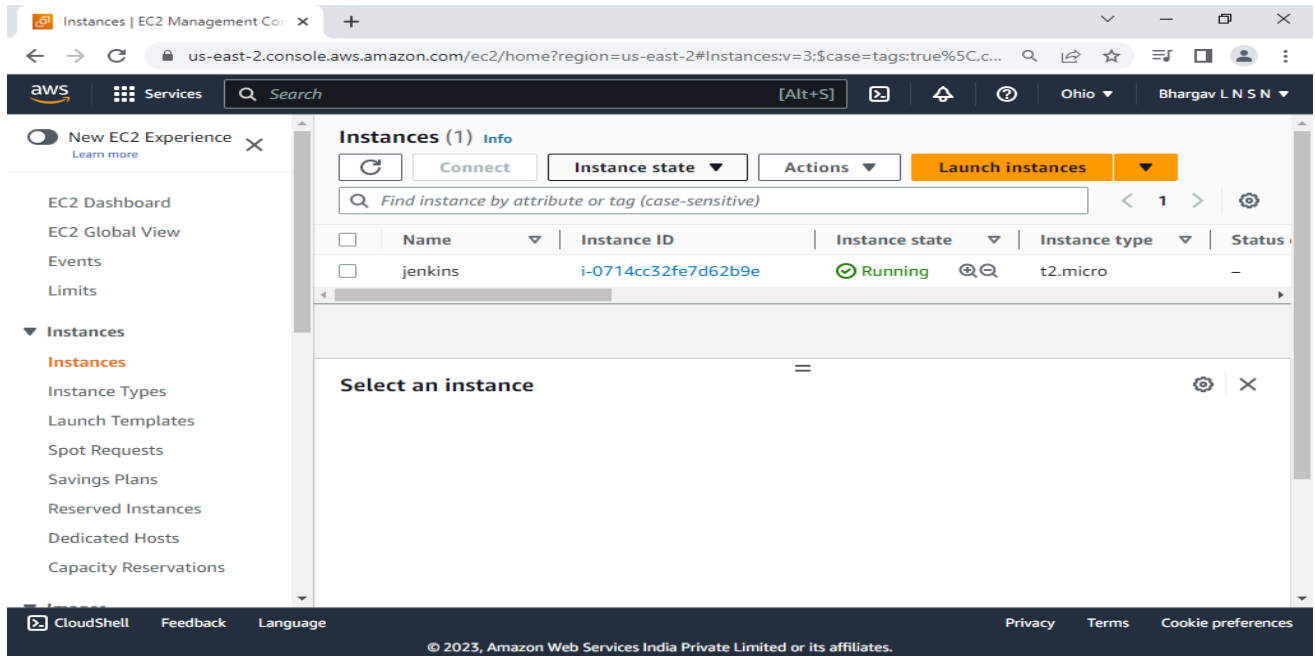 Instances | EC2 Management Con
us-east-2.console.aws.amazon.com/ec2/home?region=us-east-2#Instances:v=3;$case=tags:true%5C,c...
aws Services Search [Alt+S] Ohio Bhargav L N S N
New EC2 Experience
Learn more
EC2 Dashboard
EC2 Global View
Events
Limits
Instances
Instances
Instance Types
Launch Templates
Spot Requests
Savings Plans
Reserved Instances
Dedicated Hosts
Capacity Reservations
Instances (1) Info
Connect Instance state Actions Launch instances
Find instance by attribute or tag (case-sensitive) 1
Name Instance ID Instance state Instance type Status
jenkins i-0714cc32fe7d62b9e Running t2.micro –
Select an instance
CloudShell Feedback Language Privacy Terms Cookie preferences
© 2023, Amazon Web Services India Private Limited or its affiliates.